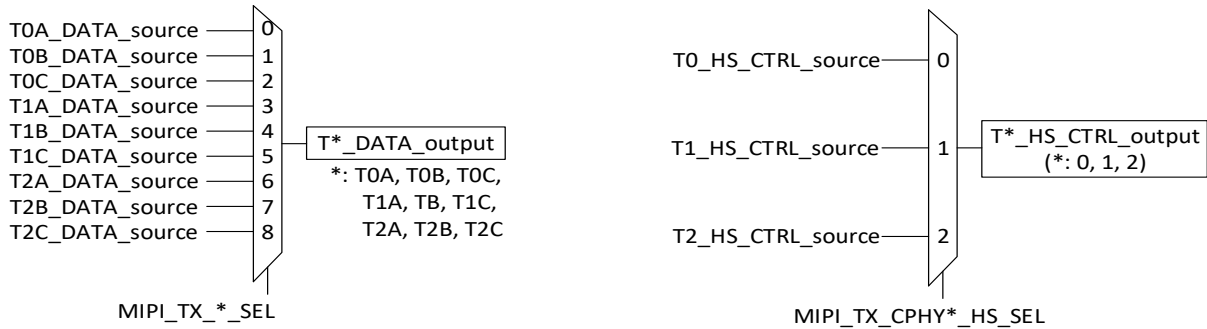 T0A_DATA_source
T0B_DATA_source
T0C_DATA_source
T1A_DATA_source
T1B_DATA_source
T1C_DATA_source
T2A_DATA_source
T2B_DATA_source
T2C_DATA_source
0
1
2
3
4
5
6
7
8
T*_DATA_output
*: T0A, T0B, T0C,
T1A, TB, T1C,
T2A, T2B, T2C
MIPI_TX_*_SEL
T0_HS_CTRL_source
T1_HS_CTRL_source
T2_HS_CTRL_source
0
1
2
T*_HS_CTRL_output
(*: 0, 1, 2)
MIPI_TX_CPHY*_HS_SEL